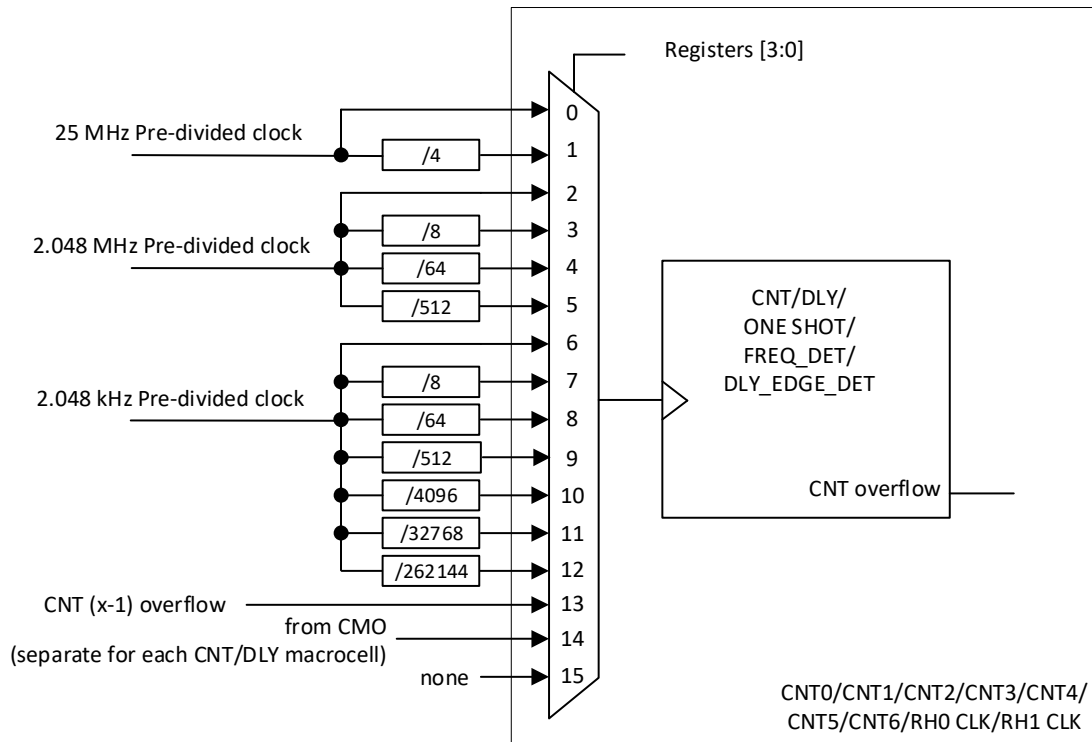 Registers [3:0]
0
25 MHz Pre-divided clock
/4
1
2
/8
3
2.048 MHz Pre-divided clock
/64
4
/512
5
CNT/DLY/
ONE SHOT/
FREQ_DET/
DLY_EDGE_DET
6
/8
7
2.048 kHz Pre-divided clock
/64
8
/512
9
CNT overflow
/4096
10
/32768
11
/262144
12
CNT (x-1) overflow
13
from CMO
(separate for each CNT/DLY macrocell)
14
none
15
CNT0/CNT1/CNT2/CNT3/CNT4/
CNT5/CNT6/RH0 CLK/RH1 CLK